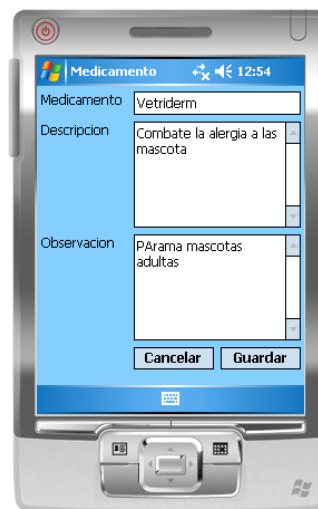 Medicamento 12:54
Medicamento Vetriderm
Descripcion Combate la alergia a las
mascota
Observacion PArama mascotas
adultas
Cancelar Guardar